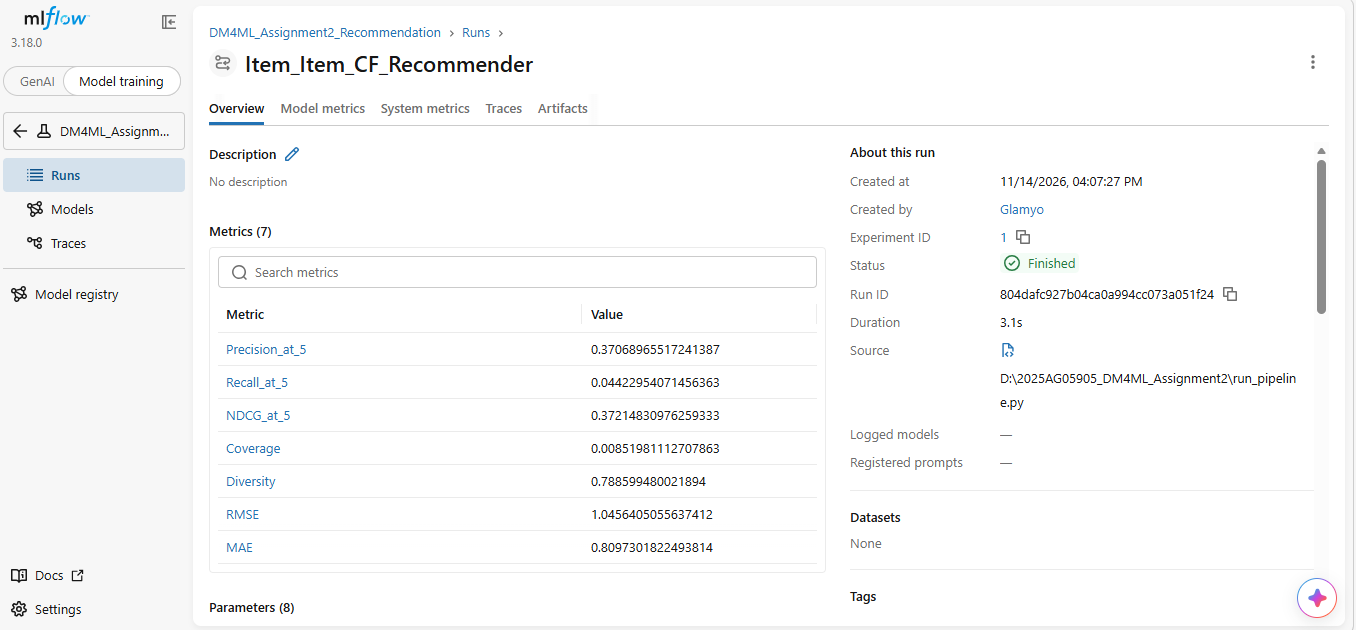 mlflow
3.18.0
GenAI
Model training
DM4ML_Assignm...
Runs
Models
Traces
Model registry
Docs
Settings
DM4ML_Assignment2_Recommendation › Runs ›
Item_Item_CF_Recommender
Overview
Model metrics
System metrics
Traces
Artifacts
Description
No description
Metrics (7)
Search metrics
Metric Value
Precision_at_5 0.37068965517241387
Recall_at_5 0.04422954071456363
NDCG_at_5 0.37214830976259333
Coverage 0.00851981112707863
Diversity 0.788599480021894
RMSE 1.0456405055637412
MAE 0.8097301822493814
Parameters (8)
About this run
Created at 11/14/2026, 04:07:27 PM
Created by Glamyo
Experiment ID 1
Status Finished
Run ID 804dafc927b04ca0a994cc073a051f24
Duration 3.1s
Source
D:\2025AG05905_DM4ML_Assignment2\run_pipelin
e.py
Logged models —
Registered prompts —
Datasets
None
Tags